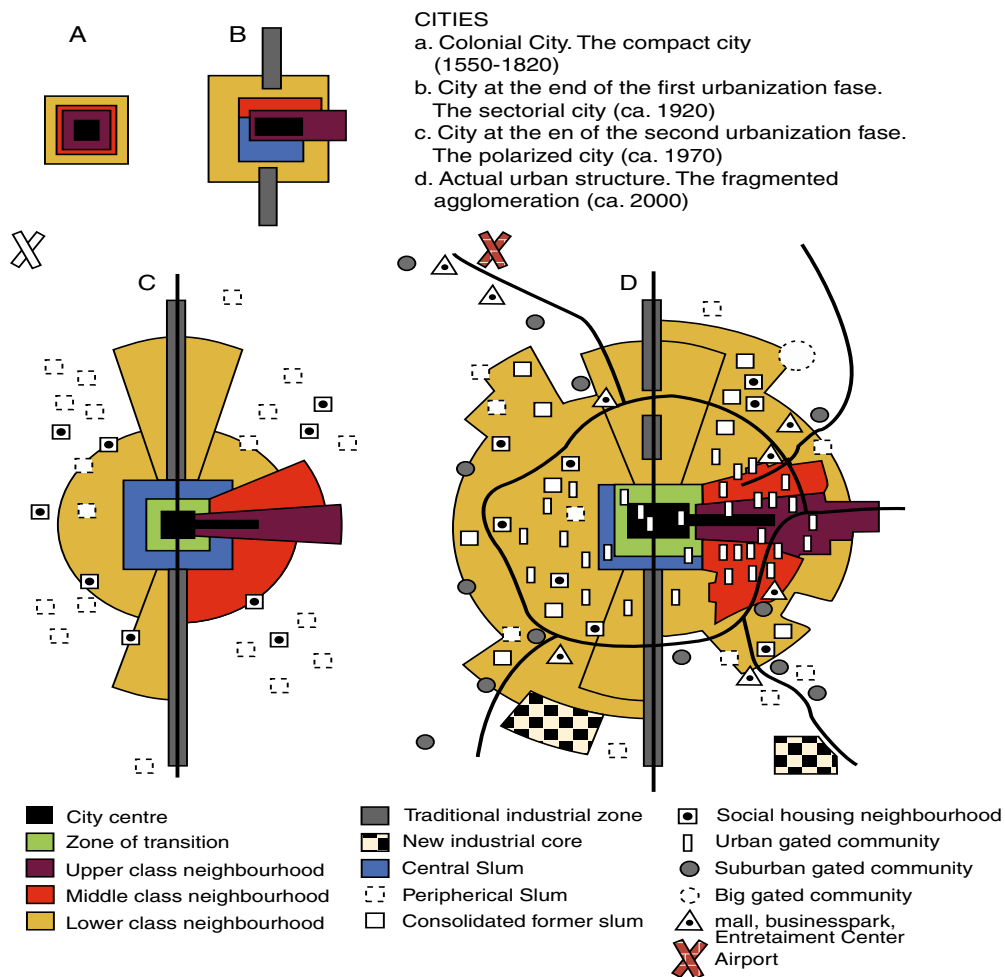 A
B
CITIES
a. Colonial City. The compact city
(1550-1820)
b. City at the end of the first urbanization fase.
The sectorial city (ca. 1920)
c. City at the en of the second urbanization fase.
The polarized city (ca. 1970)
d. Actual urban structure. The fragmented
agglomeration (ca. 2000)
C
D
City centre
Zone of transition
Upper class neighbourhood
Middle class neighbourhood
Lower class neighbourhood
Traditional industrial zone
New industrial core
Central Slum
Peripherical Slum
Consolidated former slum
Social housing neighbourhood
Urban gated community
Suburban gated community
Big gated community
mall, businesspark,
Entretaiment Center
Airport